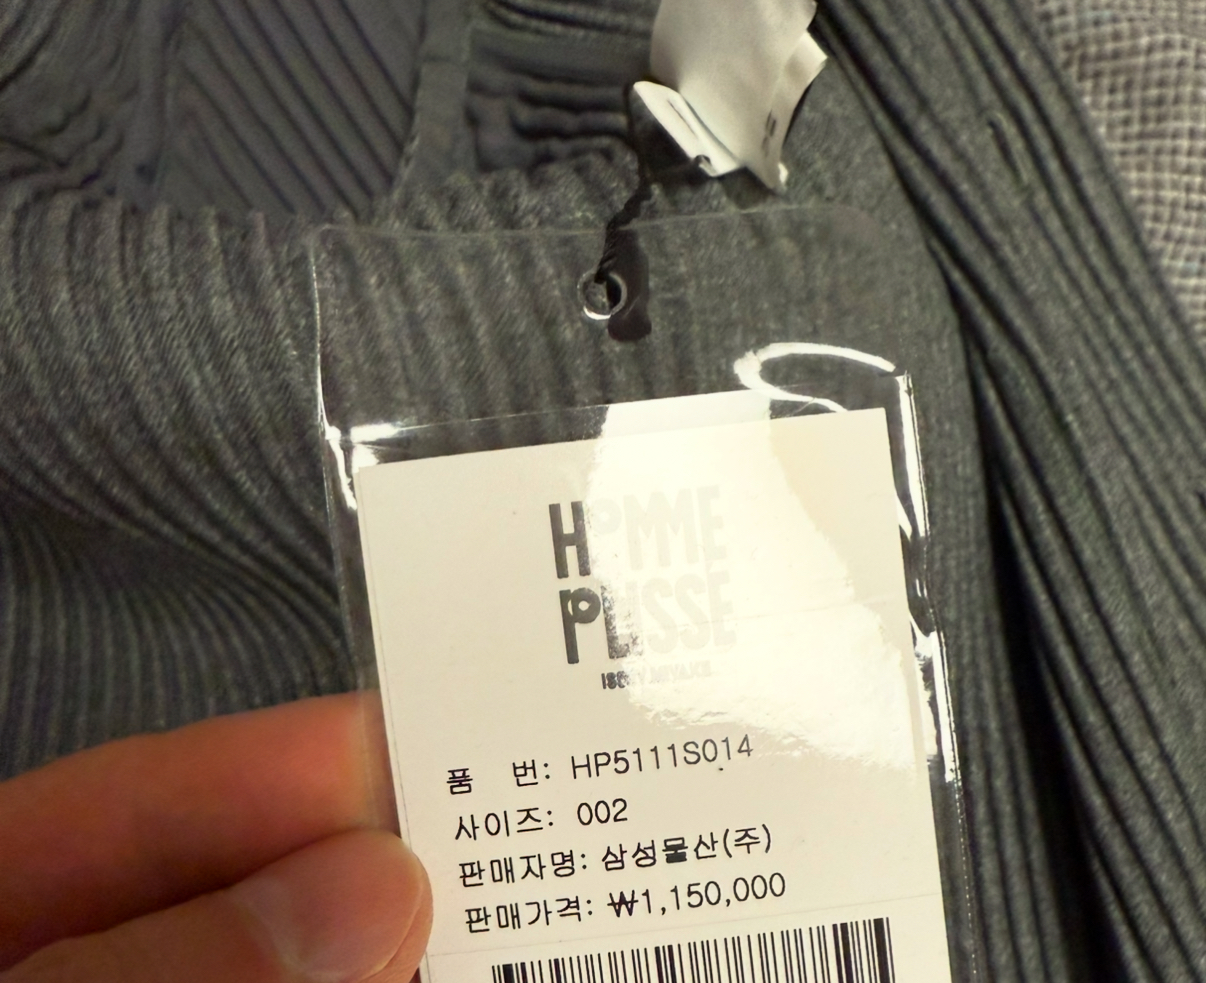 HOMME
PLISSÉ
ISSEY MIYAKE
품 번: HP5111S014
사이즈: 002
판매자명: 삼성물산(주)
판매가격: ₩1,150,000